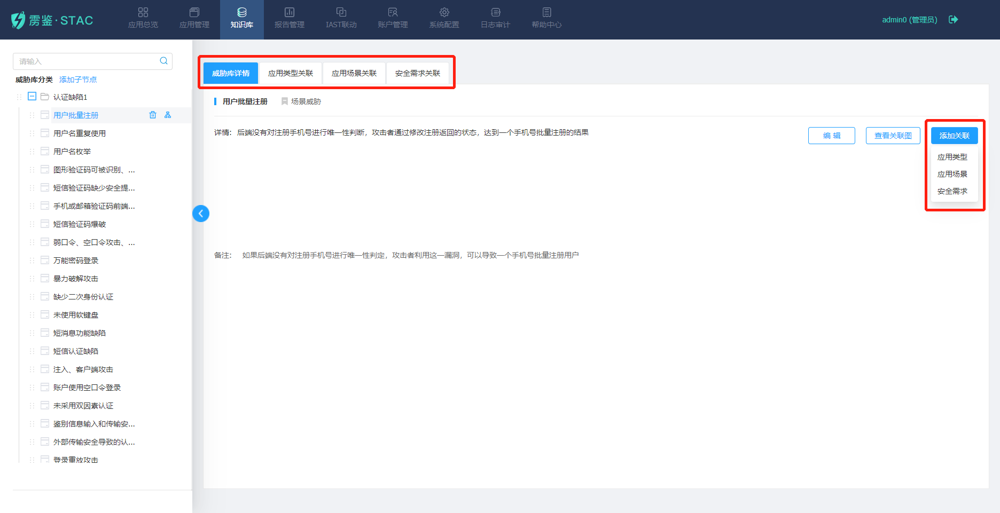 雳鉴·STAC
应用总览
应用管理
知识库
报告管理
IAST联动
账户管理
系统配置
日志审计
帮助中心
admin0 (管理员)
请输入
威胁库分类 添加子节点
认证缺陷1
用户批量注册
用户名重复使用
用户名枚举
图形验证码可被识别、...
短信验证码缺少安全提...
手机或邮箱验证码前端...
短信验证码爆破
弱口令、空口令攻击、...
万能密码登录
暴力破解攻击
缺少二次身份认证
未使用软键盘
短消息功能缺陷
短信认证缺陷
注入、客户端攻击
账户使用空口令登录
未采用双因素认证
鉴别信息输入和传输安...
外部传输安全导致的认...
登录重放攻击
威胁库详情 应用类型关联 应用场景关联 安全需求关联
用户批量注册 场景威胁
详情: 后端没有对注册手机号进行唯一性判断，攻击者通过修改注册返回的状态，达到一个手机号批量注册的结果
编 辑 查看关联图 添加关联
应用类型
应用场景
安全需求
备注: 如果后端没有对注册手机号进行唯一性判定，攻击者利用这一漏洞，可以导致一个手机号批量注册用户